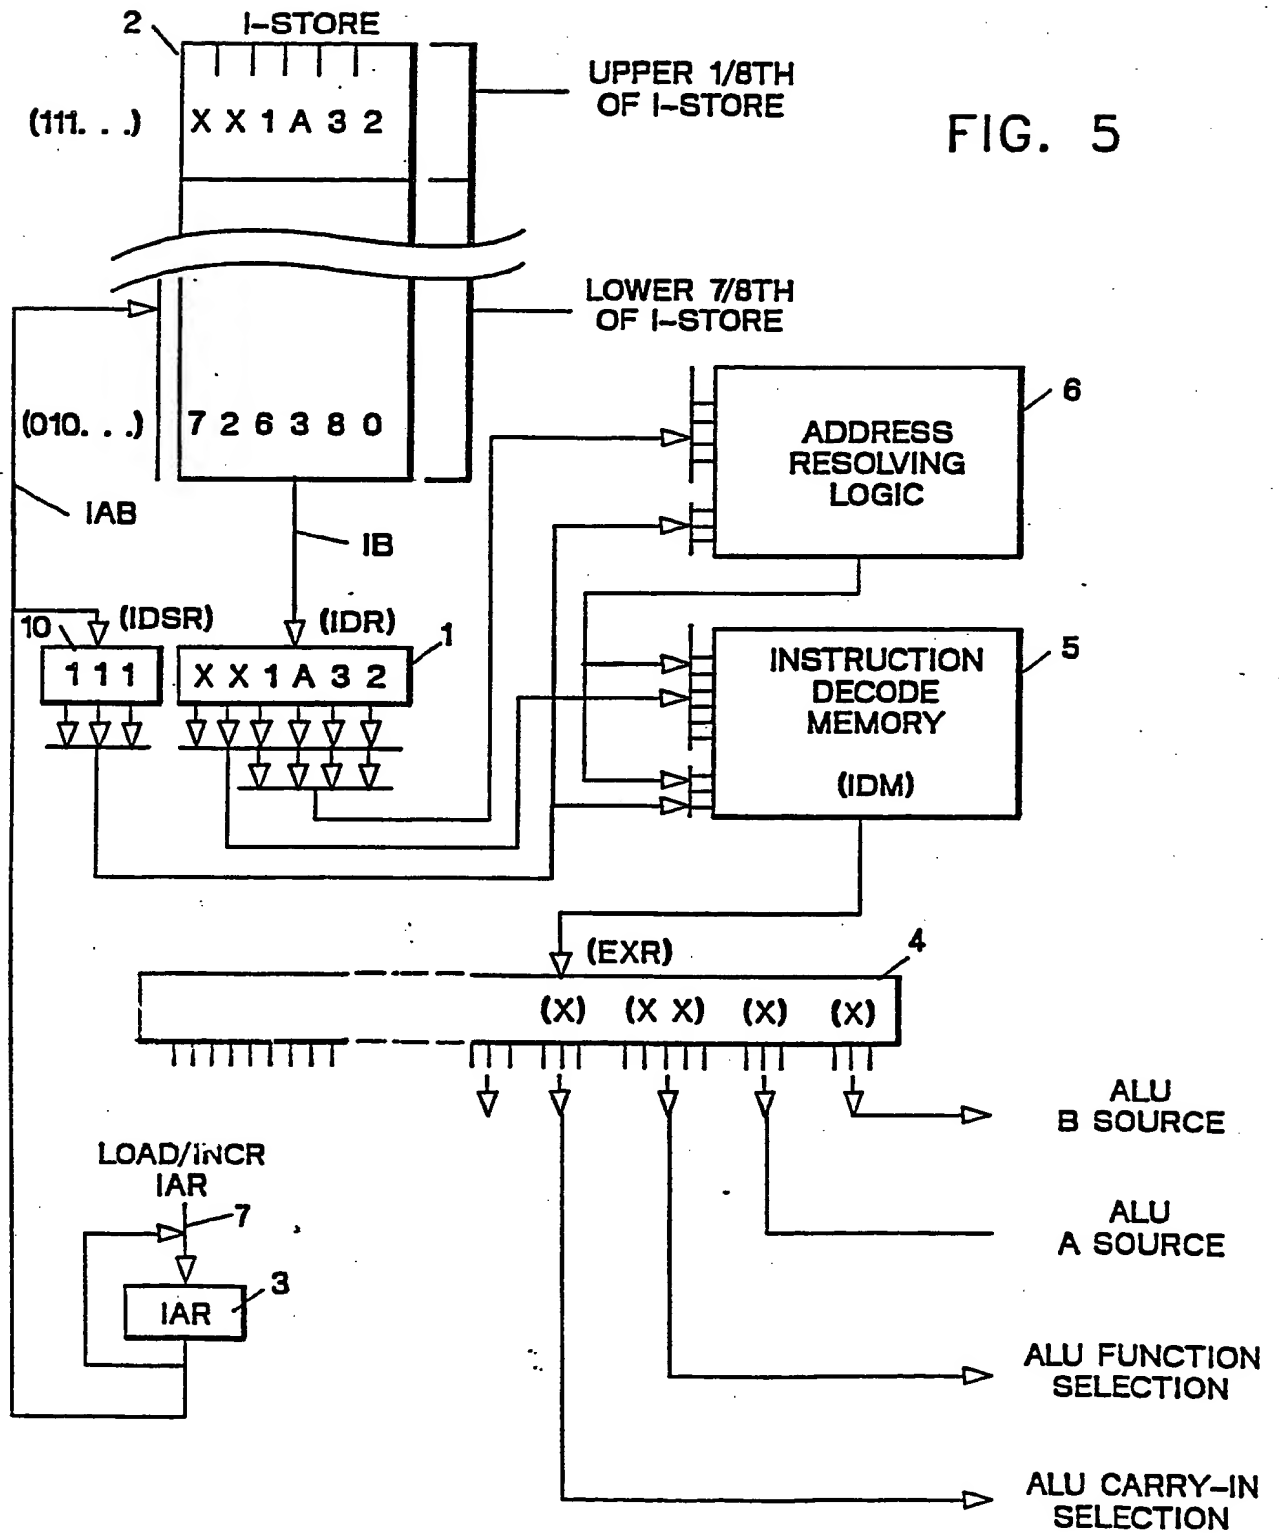 2
I-STORE
(111. . .)
X X 1 A 3 2
UPPER 1/8TH
OF I-STORE
FIG. 5
LOWER 7/8TH
OF I-STORE
(010. . .)
7 2 6 3 8 0
IAB
IB
6
ADDRESS
RESOLVING
LOGIC
10
(IDSR)
(IDR)
1
1 1 1
X X 1 A 3 2
5
INSTRUCTION
DECODE
MEMORY
(IDM)
(EXR)
4
(X) (X X) (X) (X)
ALU
B SOURCE
LOAD/INCR
IAR
7
ALU
A SOURCE
3
IAR
ALU FUNCTION
SELECTION
ALU CARRY-IN
SELECTION